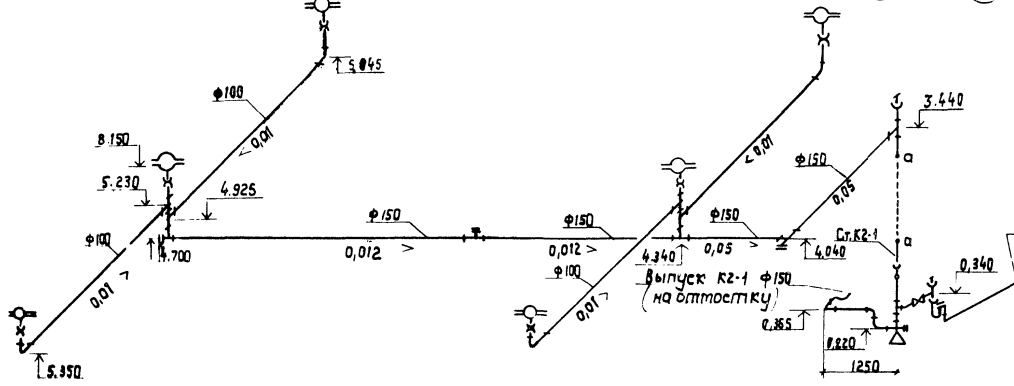 5.045
ф100
0,01 >
3.440
8.150
0,01 >
ф150
а
5.230
4.925
0,05
ф100
ф150
ф150
ф150
Ст.К2-1
а
0.012 >
0,012 >
0.05 >
4.700
4.340
4.040
ф100
Выпуск К2-1 ф150
(на отмостку)
0,340
0,01 >
0,01 >
0,365
0,220
5.350
1250